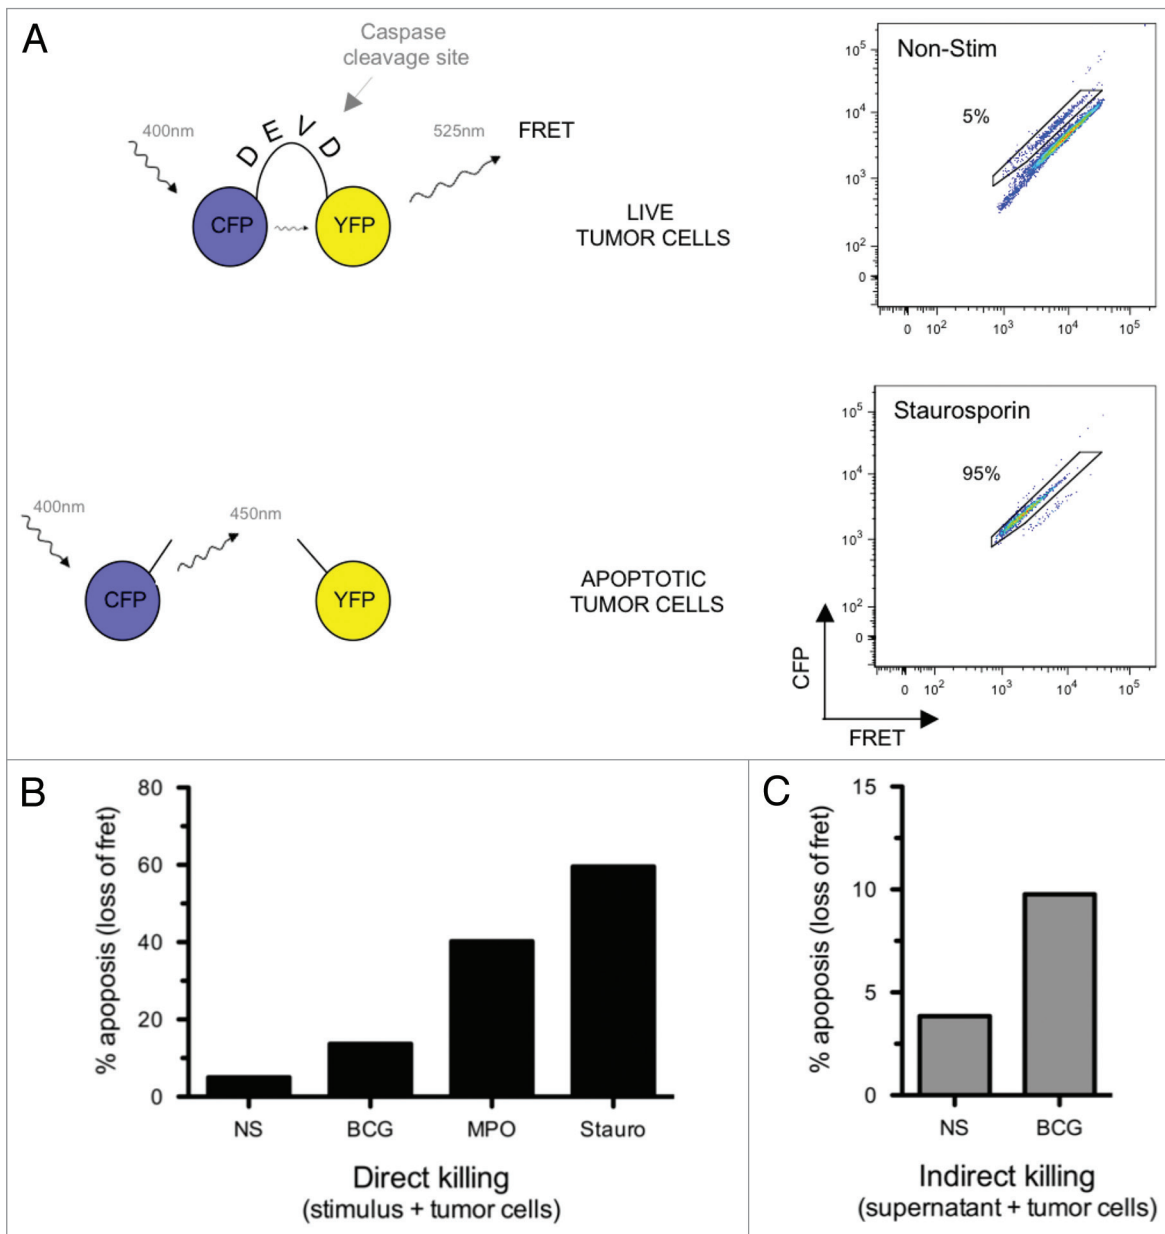 A
Caspase
cleavage site
400nm
D E V D
525nm
FRET
CFP
YFP
LIVE
TUMOR CELLS
Non-Stim
5%
10^5
10^4
10^3
10^2
0
0 10^2 10^3 10^4 10^5
400nm
450nm
CFP
YFP
APOPTOTIC
TUMOR CELLS
Staurosporin
95%
10^5
10^4
10^3
10^2
0
0 10^2 10^3 10^4 10^5
CFP
FRET
B
% apoposis (loss of fret)
80
60
40
20
0
NS BCG MPO Stauro
Direct killing
(stimulus + tumor cells)
C
% apoposis (loss of fret)
15
10
5
0
NS BCG
Indirect killing
(supernatant + tumor cells)